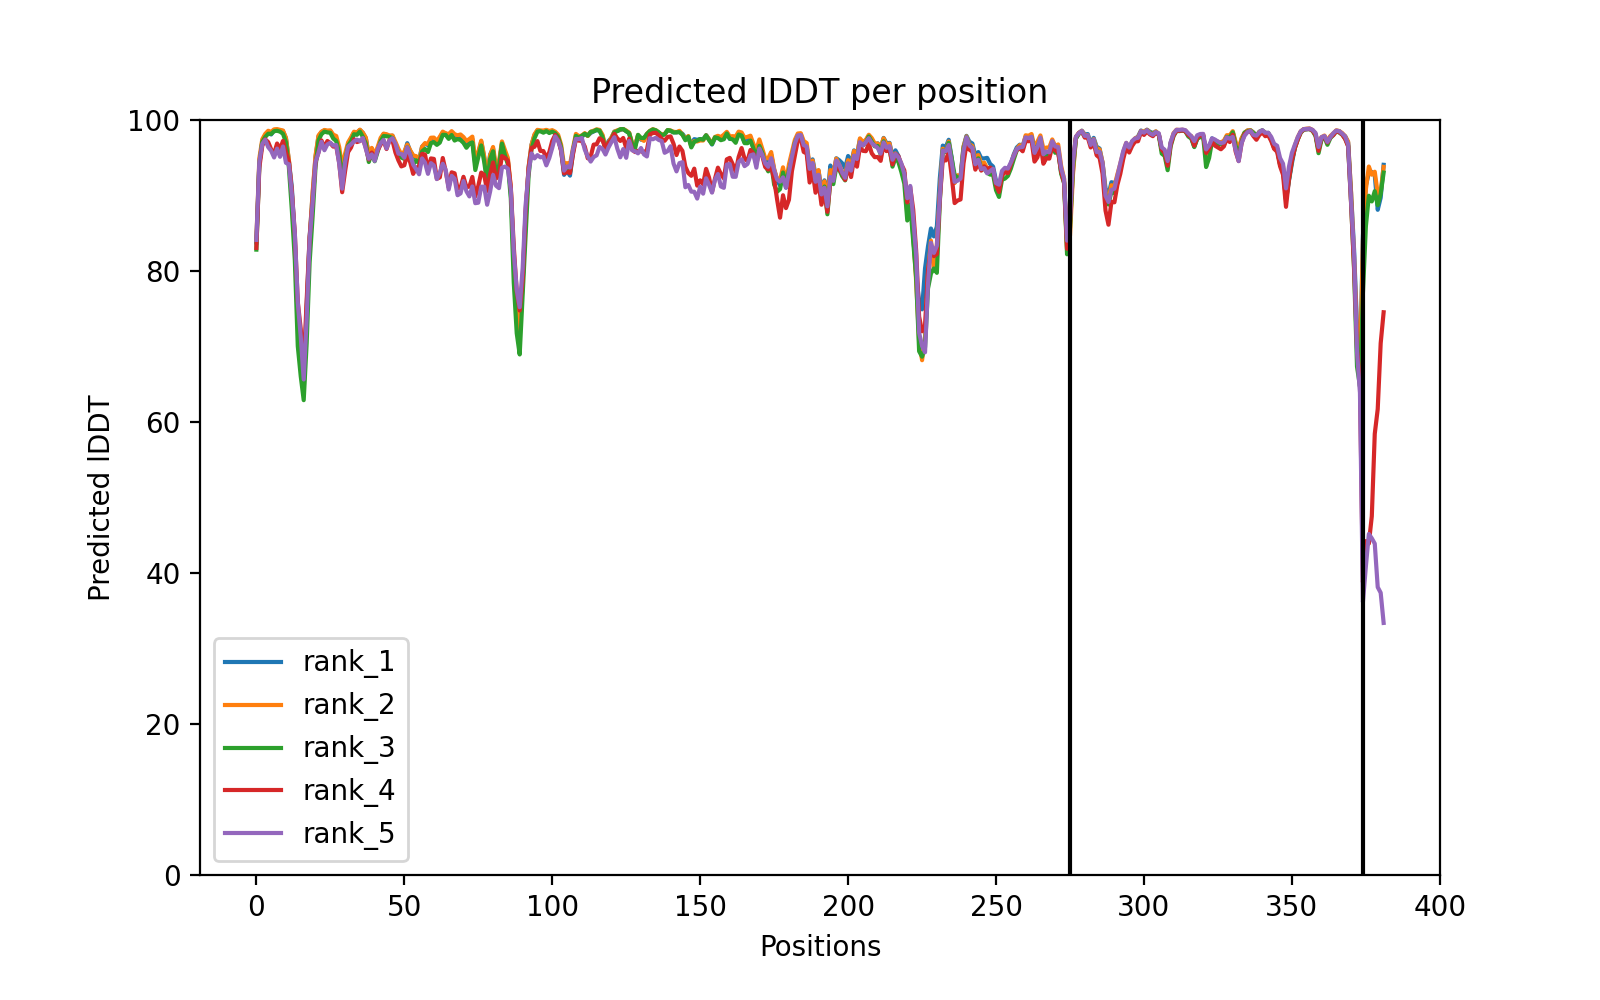 Predicted lDDT per position
100
80
60
40
20
0
Predicted lDDT
rank_1
rank_2
rank_3
rank_4
rank_5
0 50 100 150 200 250 300 350 400
Positions